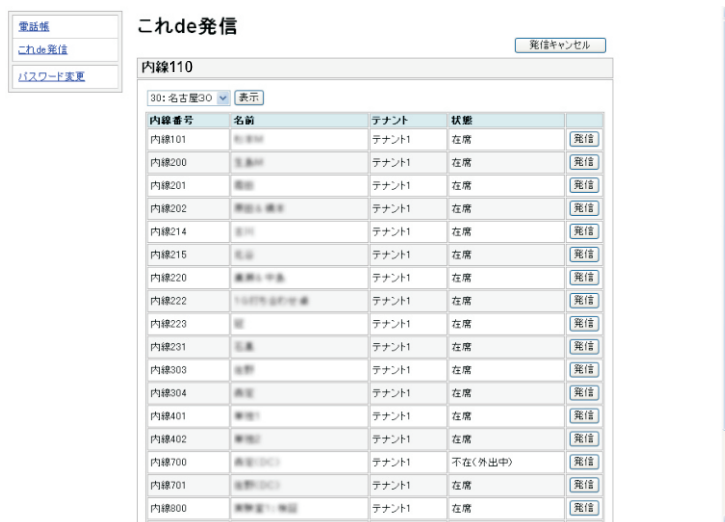 電話帳
これde発信
パスワード変更
これde発信
発信キャンセル
内線110
30:名古屋30 表示
内線番号 名前 テナント 状態
内線101 テナント1 在席 発信
内線200 テナント1 在席 発信
内線201 テナント1 在席 発信
内線202 テナント1 在席 発信
内線214 テナント1 在席 発信
内線215 テナント1 在席 発信
内線220 テナント1 在席 発信
内線222 テナント1 在席 発信
内線223 テナント1 在席 発信
内線231 テナント1 在席 発信
内線303 テナント1 在席 発信
内線304 テナント1 在席 発信
内線401 テナント1 在席 発信
内線402 テナント1 在席 発信
内線700 テナント1 不在(外出中) 発信
内線701 テナント1 在席 発信
内線800 テナント1 在席 発信